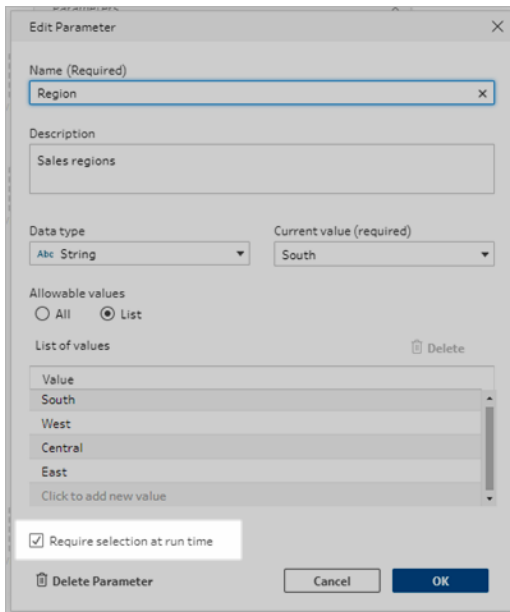 Parameters
Edit Parameter
Name (Required)
Region
Description
Sales regions
Data type
Current value (required)
Abc String
South
Allowable values
All
List
List of values
Delete
Value
South
West
Central
East
Click to add new value
Require selection at run time
Delete Parameter
Cancel
OK